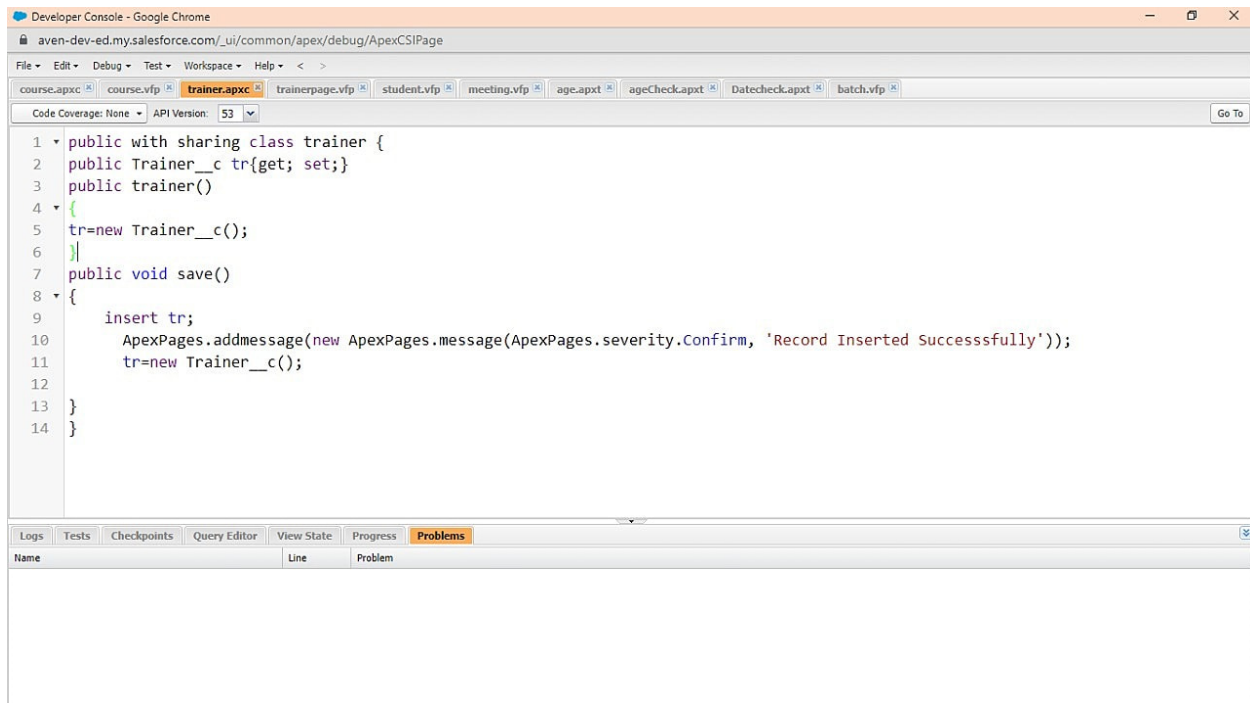 Developer Console - Google Chrome
aven-dev-ed.my.salesforce.com/_ui/common/apex/debug/ApexCSIPage
File Edit Debug Test Workspace Help < >
course.apxc course.vfp trainer.apxc trainerpage.vfp student.vfp meeting.vfp age.apxt ageCheck.apxt Datecheck.apxt batch.vfp
Code Coverage: None API Version: 53 Go To
1 public with sharing class trainer {
2 public Trainer__c tr{get; set;}
3 public trainer()
4 {
5 tr=new Trainer__c();
6 }
7 public void save()
8 {
9 insert tr;
10 ApexPages.addmessage(new ApexPages.message(ApexPages.severity.Confirm, 'Record Inserted Successsfully'));
11 tr=new Trainer__c();
12
13 }
14 }
Logs Tests Checkpoints Query Editor View State Progress Problems
Name Line Problem